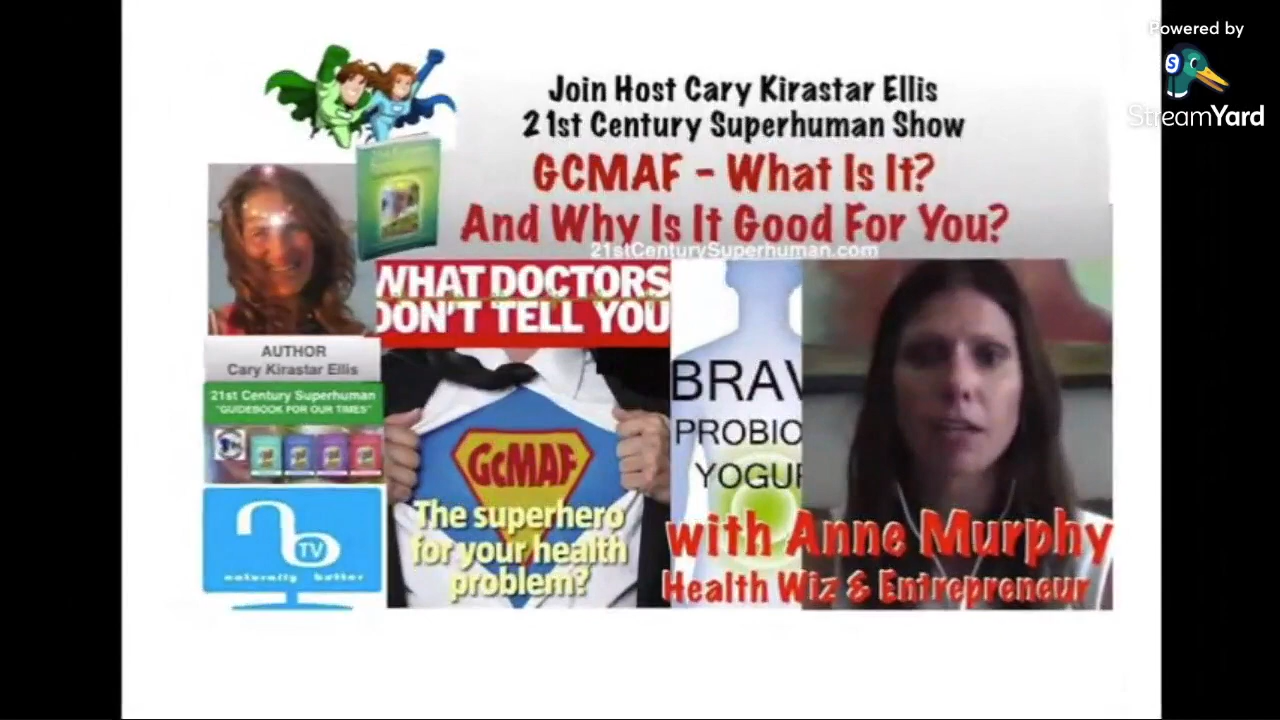 Powered by
StreamYard
Join Host Cary Kirastar Ellis
21st Century Superhuman Show
GCMAF - What Is It?
And Why Is It Good For You?
21stCenturySuperhuman.com
WHAT DOCTORS
DON'T TELL YOU
AUTHOR
Cary Kirastar Ellis
21st Century Superhuman
"GUIDEBOOK FOR OUR TIMES"
TV
naturally better
GcMAF
The superhero
for your health
problem?
BRAV
PROBIO
YOGUR
with Anne Murphy
Health Wiz & Entrepreneur